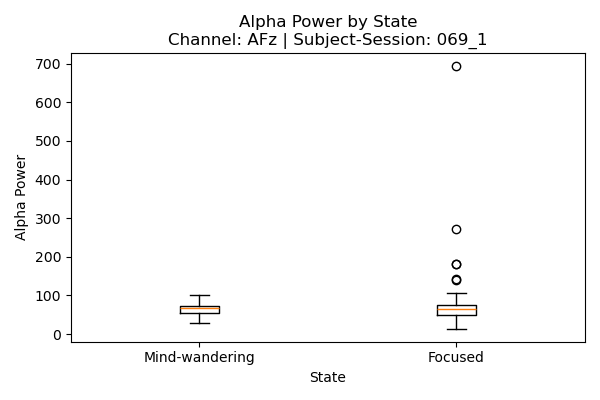 Alpha Power by State
Channel: AFz | Subject-Session: 069_1
700
600
500
400
300
200
100
0
Alpha Power
Mind-wandering
Focused
State